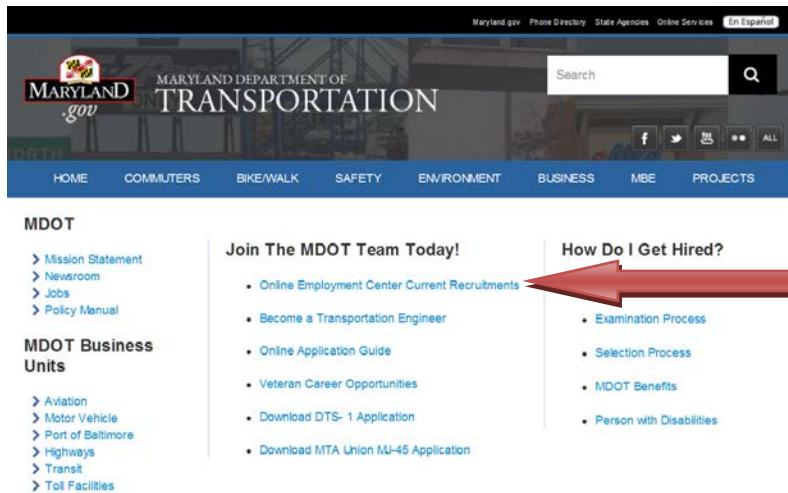 Maryland.gov Phone Directory State Agencies Online Services En Español
MARYLAND
.gov
MARYLAND DEPARTMENT OF
TRANSPORTATION
Search
ALL
HOME COMMUTERS BIKE/WALK SAFETY ENVIRONMENT BUSINESS MBE PROJECTS
MDOT
Mission Statement
Newsroom
Jobs
Policy Manual
MDOT Business
Units
Aviation
Motor Vehicle
Port of Baltimore
Highways
Transit
Toll Facilities
Join The MDOT Team Today!
Online Employment Center Current Recruitments
Become a Transportation Engineer
Online Application Guide
Veteran Career Opportunities
Download DTS- 1 Application
Download MTA Union MJ-45 Application
How Do I Get Hired?
Examination Process
Selection Process
MDOT Benefits
Person with Disabilities